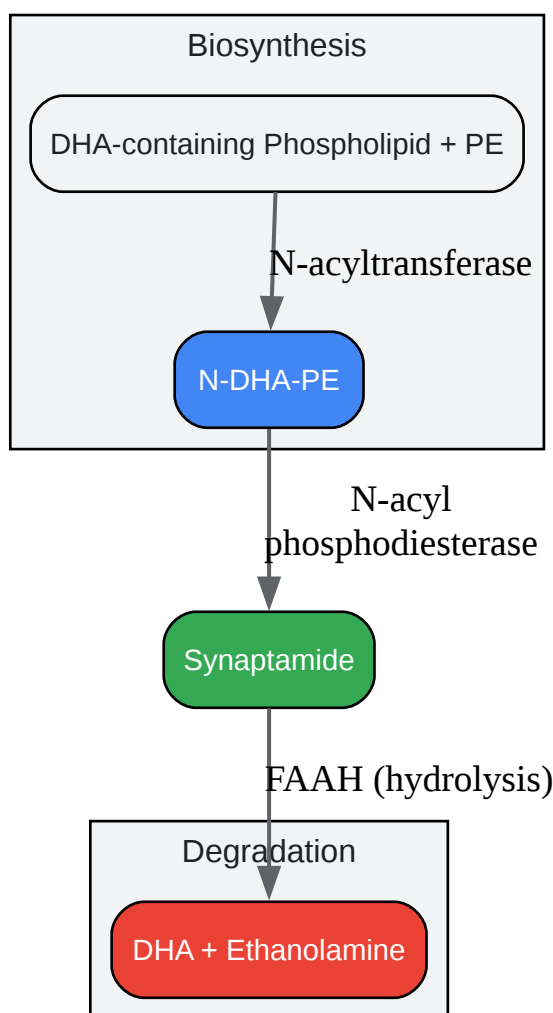 Biosynthesis
DHA-containing Phospholipid + PE
N-acyltransferase
N-DHA-PE
N-acyl
phosphodiesterase
Synaptamide
FAAH (hydrolysis)
Degradation
DHA + Ethanolamine